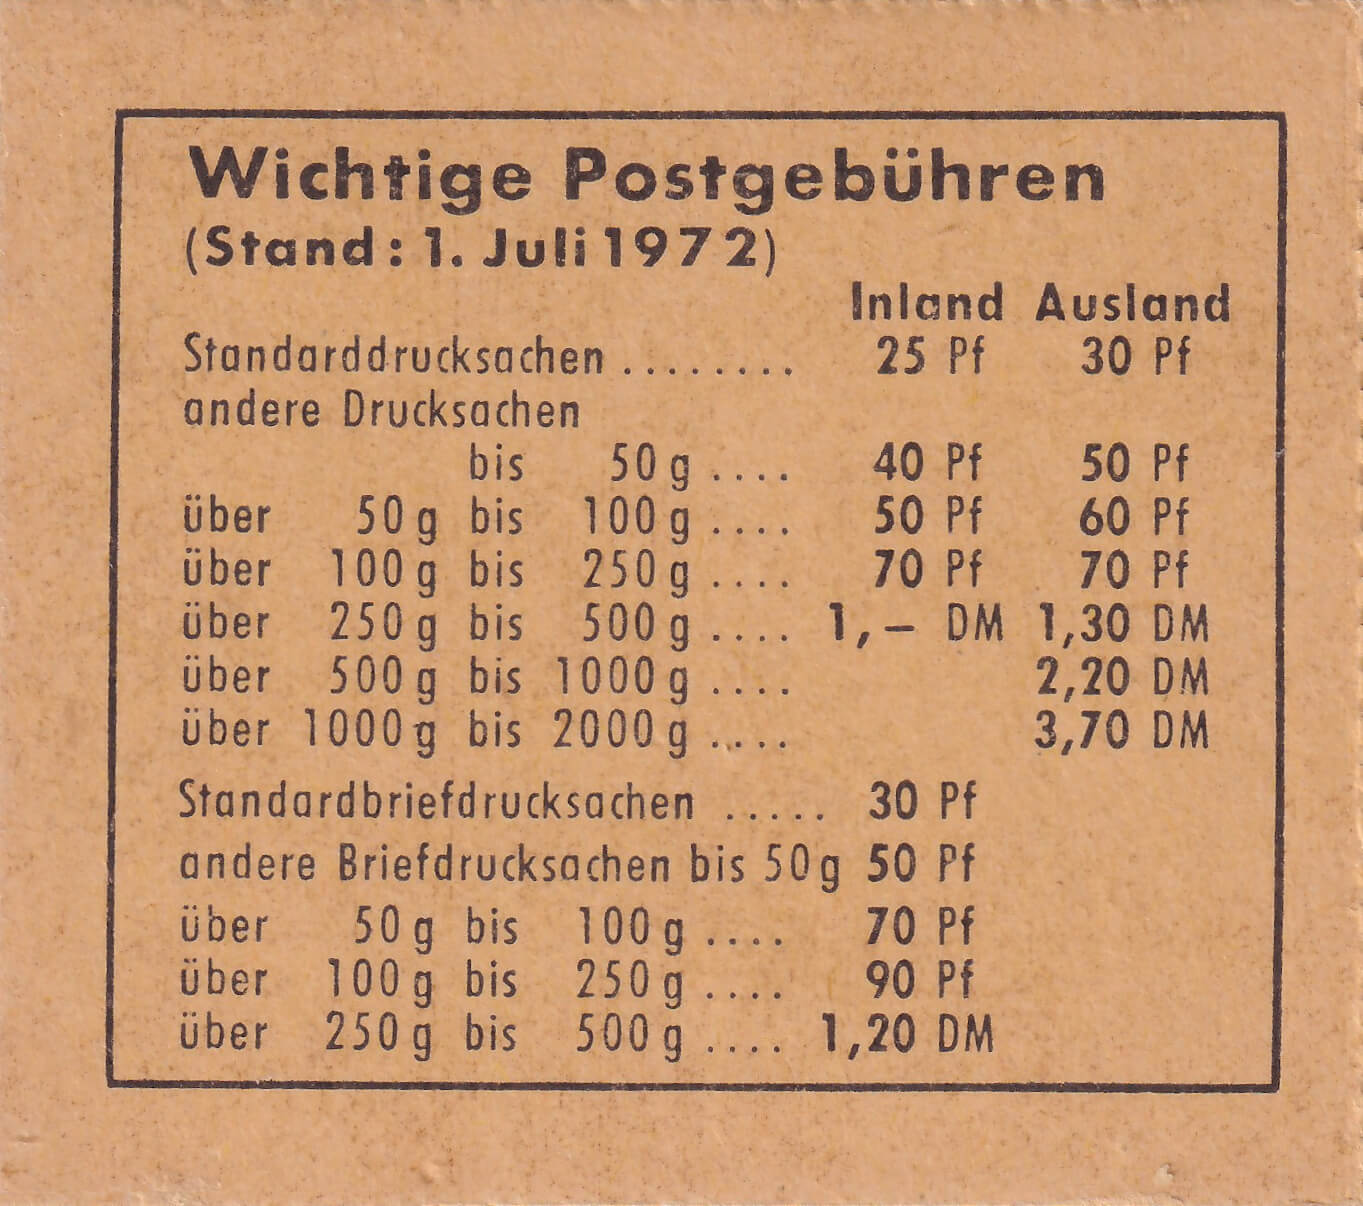 Wichtige Postgebühren
(Stand: 1. Juli 1972)
Inland Ausland
Standarddrucksachen ........ 25 Pf 30 Pf
andere Drucksachen
bis 50 g .... 40 Pf 50 Pf
über 50 g bis 100 g .... 50 Pf 60 Pf
über 100 g bis 250 g .... 70 Pf 70 Pf
über 250 g bis 500 g .... 1,– DM 1,30 DM
über 500 g bis 1000 g .... 2,20 DM
über 1000 g bis 2000 g .... 3,70 DM
Standardbriefdrucksachen ..... 30 Pf
andere Briefdrucksachen bis 50 g 50 Pf
über 50 g bis 100 g .... 70 Pf
über 100 g bis 250 g .... 90 Pf
über 250 g bis 500 g .... 1,20 DM